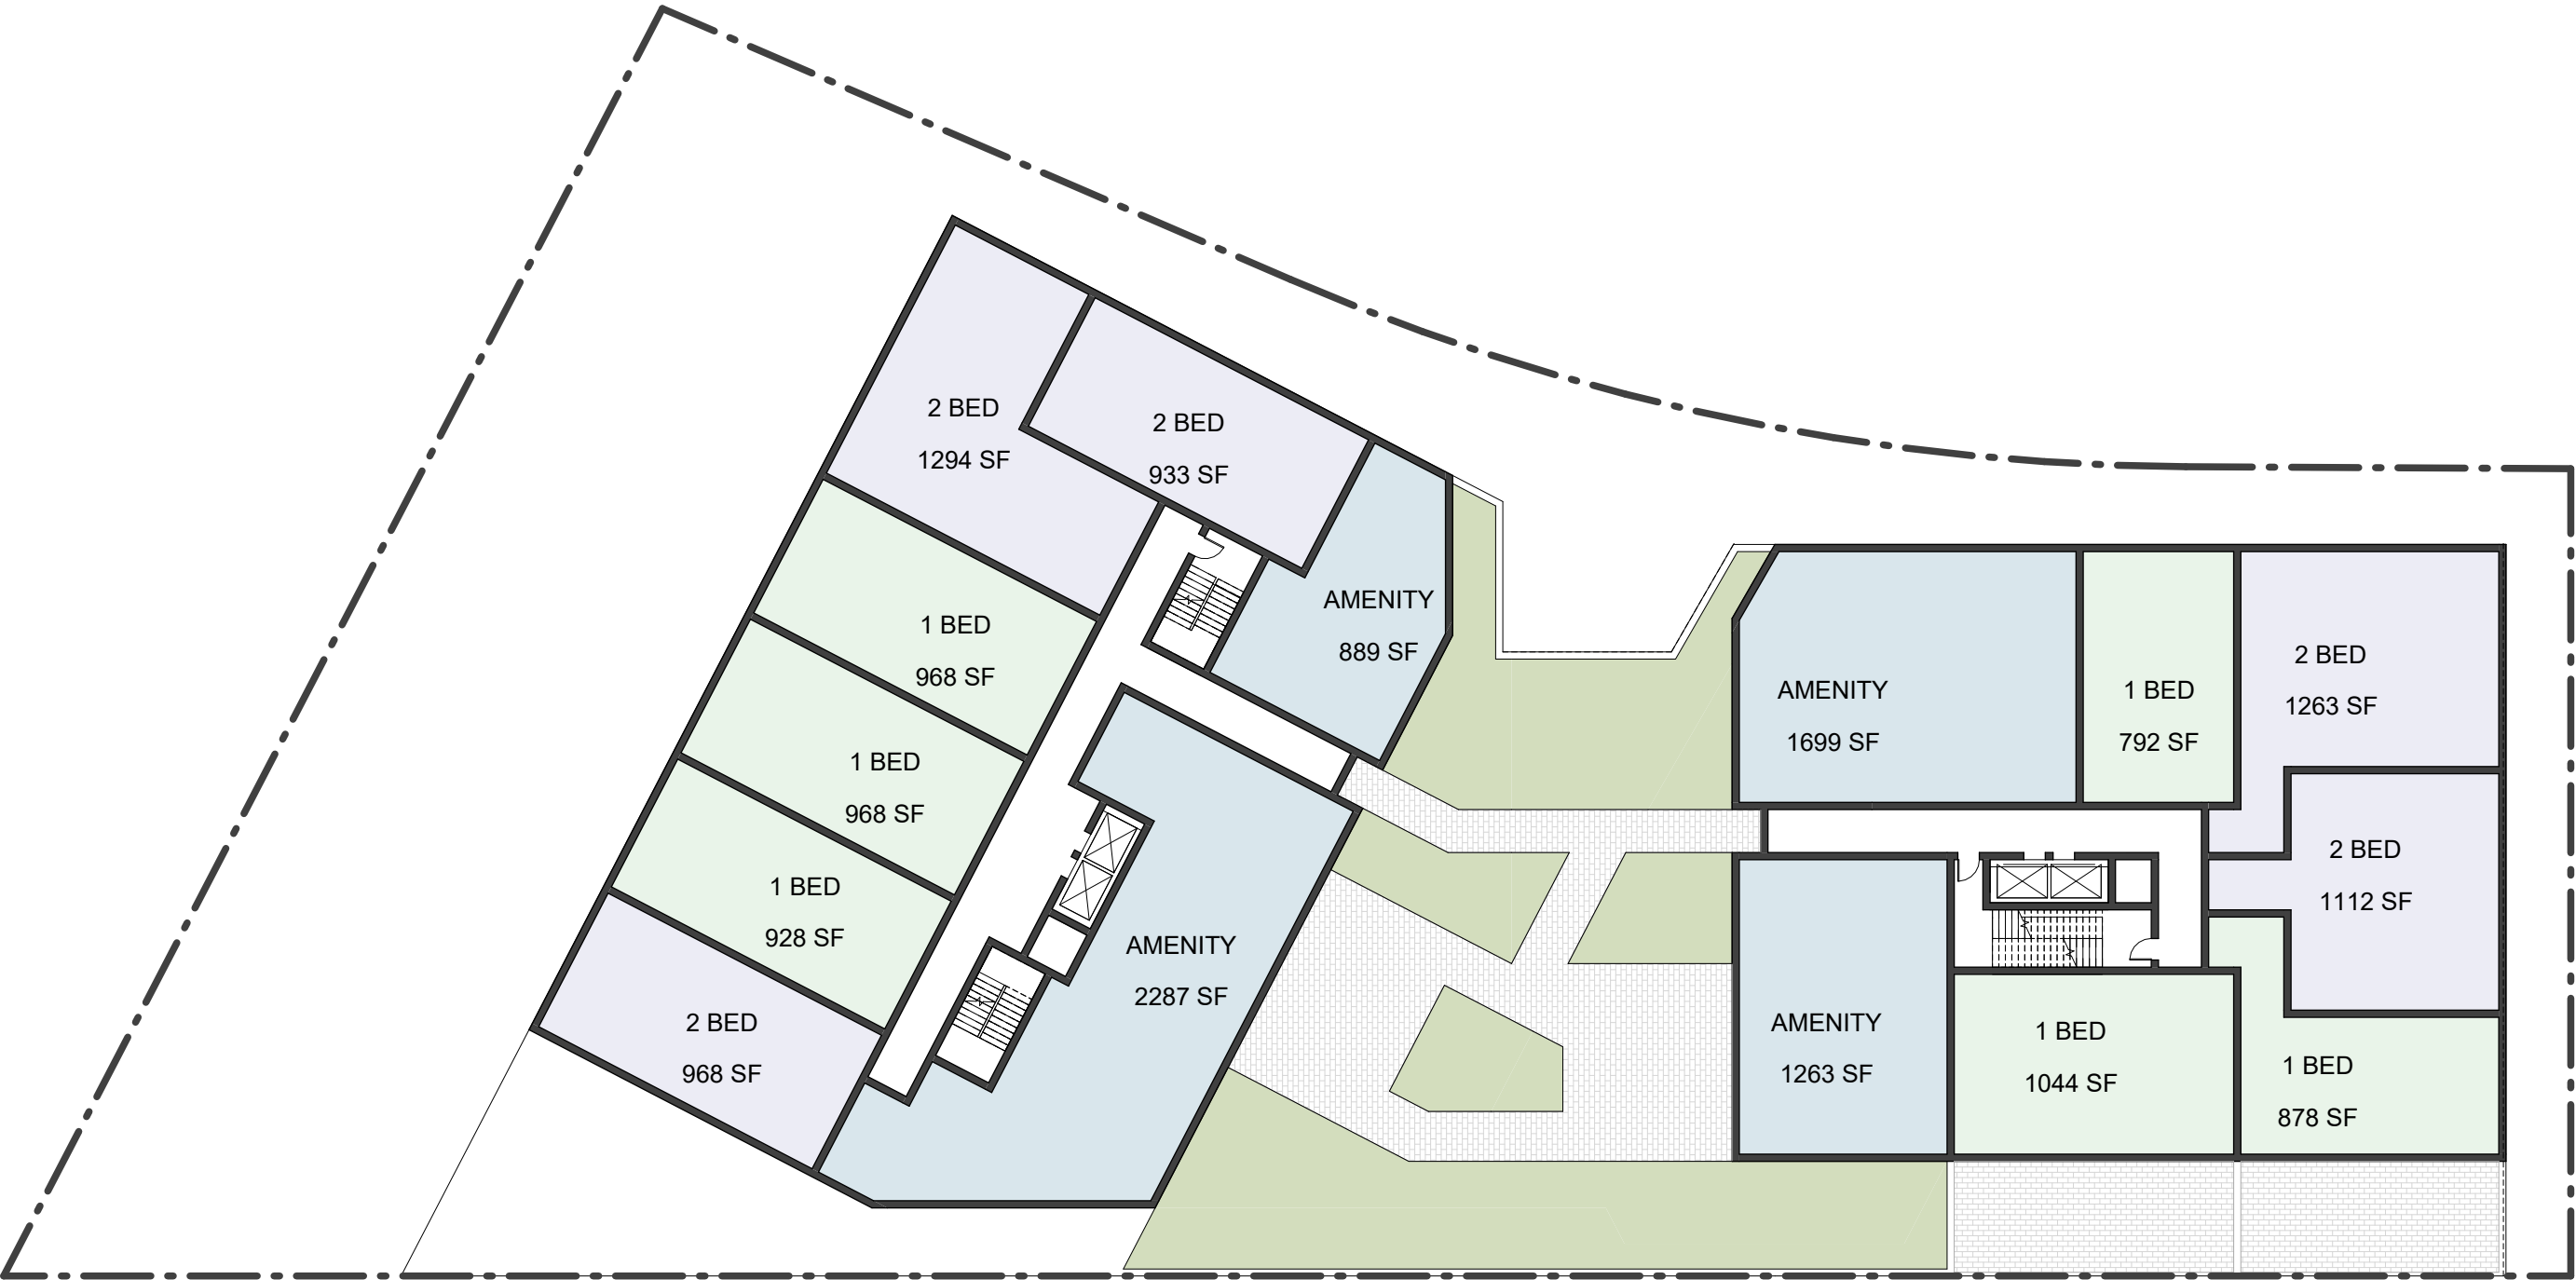 2 BED
1294 SF
2 BED
933 SF
AMENITY
889 SF
1 BED
968 SF
1 BED
968 SF
1 BED
928 SF
2 BED
968 SF
AMENITY
2287 SF
AMENITY
1699 SF
1 BED
792 SF
2 BED
1263 SF
2 BED
1112 SF
AMENITY
1263 SF
1 BED
1044 SF
1 BED
878 SF